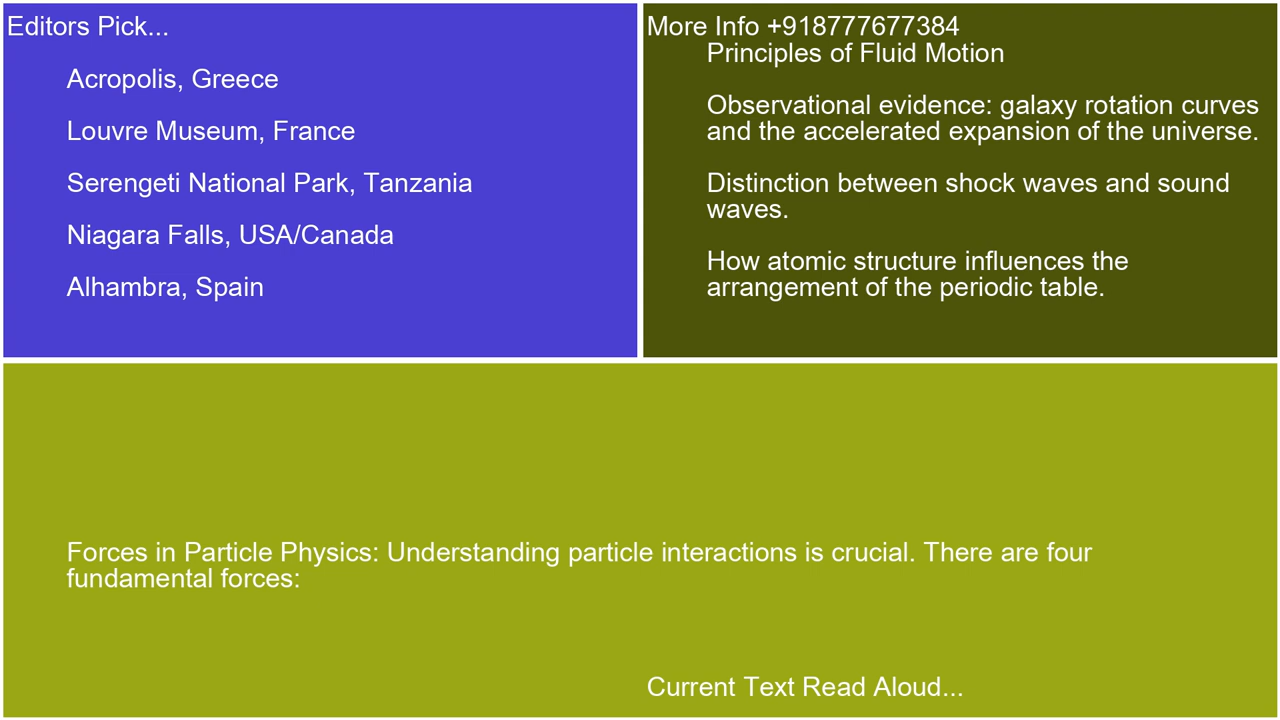 Editors Pick...
Acropolis, Greece
Louvre Museum, France
Serengeti National Park, Tanzania
Niagara Falls, USA/Canada
Alhambra, Spain
More Info +918777677384
Principles of Fluid Motion
Observational evidence: galaxy rotation curves
and the accelerated expansion of the universe.
Distinction between shock waves and sound
waves.
How atomic structure influences the
arrangement of the periodic table.
Forces in Particle Physics: Understanding particle interactions is crucial. There are four
fundamental forces:
Current Text Read Aloud...